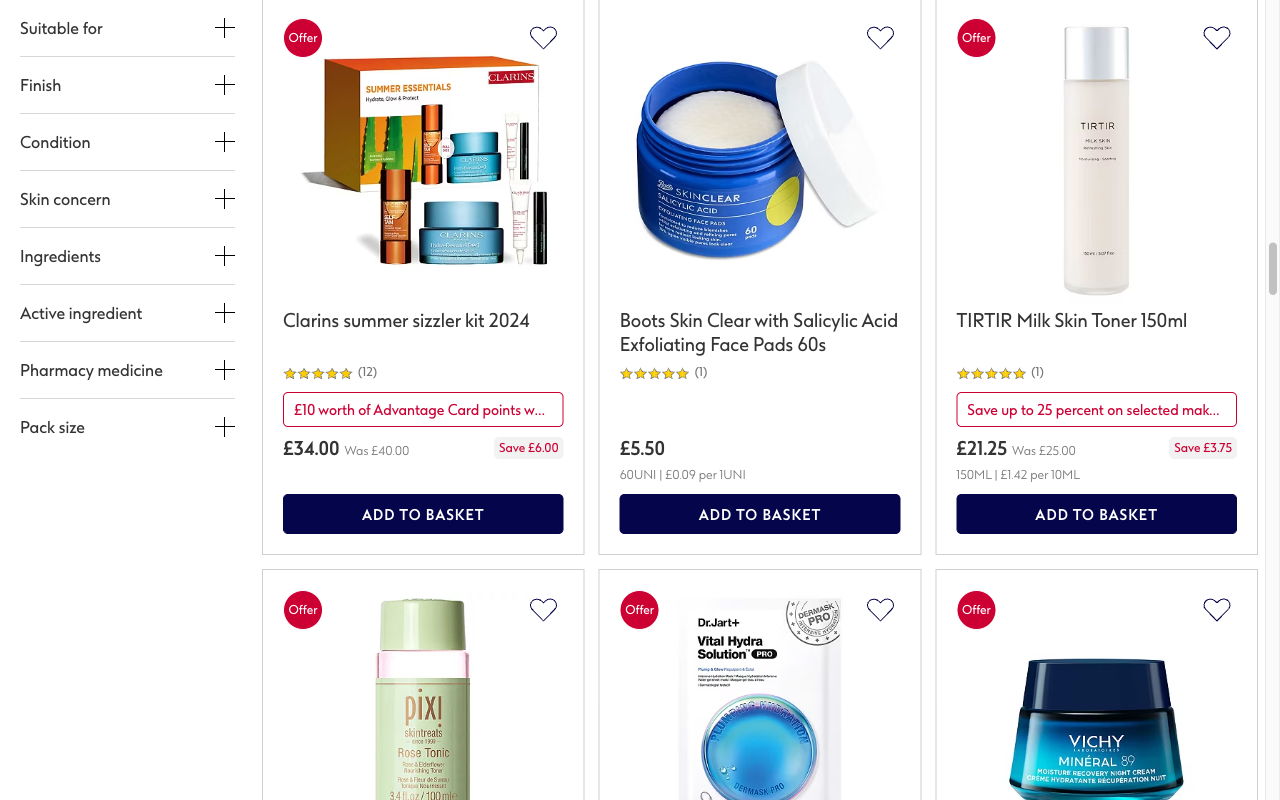 Suitable for
Finish
Condition
Skin concern
Ingredients
Active ingredient
Pharmacy medicine
Pack size
Offer
CLARINS
SUMMER ESSENTIALS
Hydrate, Glow & Protect
CLARINS
Clarins summer sizzler kit 2024
(12)
£10 worth of Advantage Card points w...
£34.00 Was £40.00
Save £6.00
ADD TO BASKET
Boots SKINCLEAR
SALICYLIC ACID
EXFOLIATING FACE PADS
60
pads
Boots Skin Clear with Salicylic Acid
Exfoliating Face Pads 60s
(1)
£5.50
60UNI | £0.09 per 1UNI
ADD TO BASKET
Offer
TIRTIR
MILK SKIN
TIRTIR Milk Skin Toner 150ml
(1)
Save up to 25 percent on selected mak...
£21.25 Was £25.00
Save £3.75
150ML | £1.42 per 10ML
ADD TO BASKET
Offer
pixi
skintreats
since 1999
Rose Tonic
Rose & Elderflower
Nourishing Toner
3.4 fl.oz/100 ml e
Offer
Dr.Jart+
Vital Hydra
Solution™ PRO
DERMASK
PRO
DERMASK PRO
Offer
VICHY
LABORATOIRES
MINÉRAL 89
MOISTURE RECOVERY NIGHT CREAM
CRÈME HYDRATANTE RÉCUPÉRATION NUIT